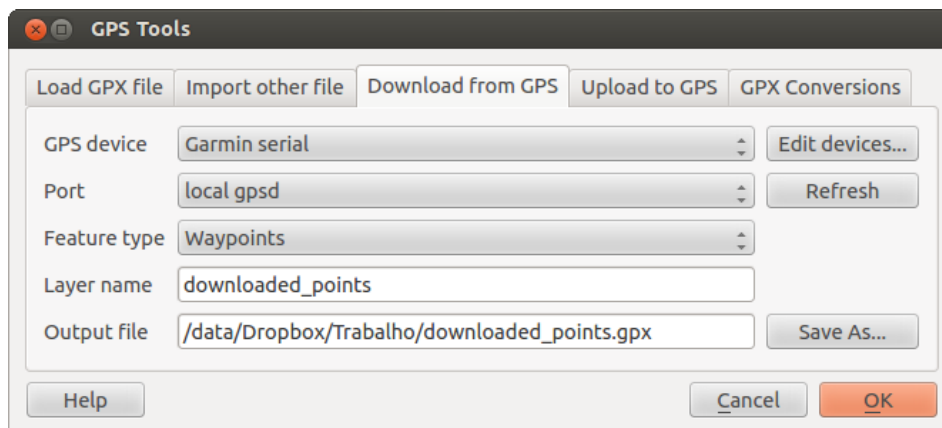 GPS Tools
Load GPX file Import other file Download from GPS Upload to GPS GPX Conversions
GPS device Garmin serial Edit devices...
Port local gpsd Refresh
Feature type Waypoints
Layer name downloaded_points
Output file /data/Dropbox/Trabalho/downloaded_points.gpx Save As...
Help Cancel OK